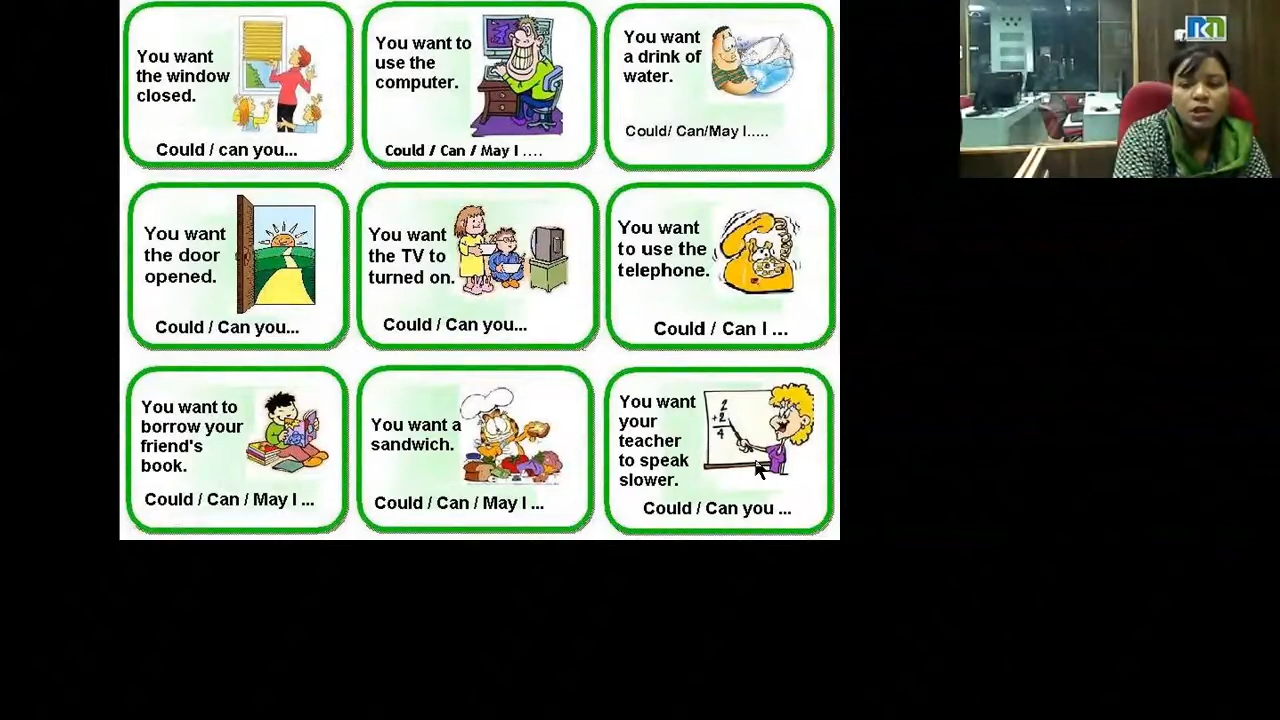 You want
the window
closed.
Could / can you...
You want to
use the
computer.
Could / Can / May I ....
You want
a drink of
water.
Could/ Can/May I.....
You want
the door
opened.
Could / Can you...
You want
the TV to
turned on.
Could / Can you...
You want
to use the
telephone.
Could / Can I ...
You want to
borrow your
friend's
book.
Could / Can / May I ...
You want a
sandwich.
Could / Can / May I ...
You want
your
teacher
to speak
slower.
2
+2
4
Could / Can you ...